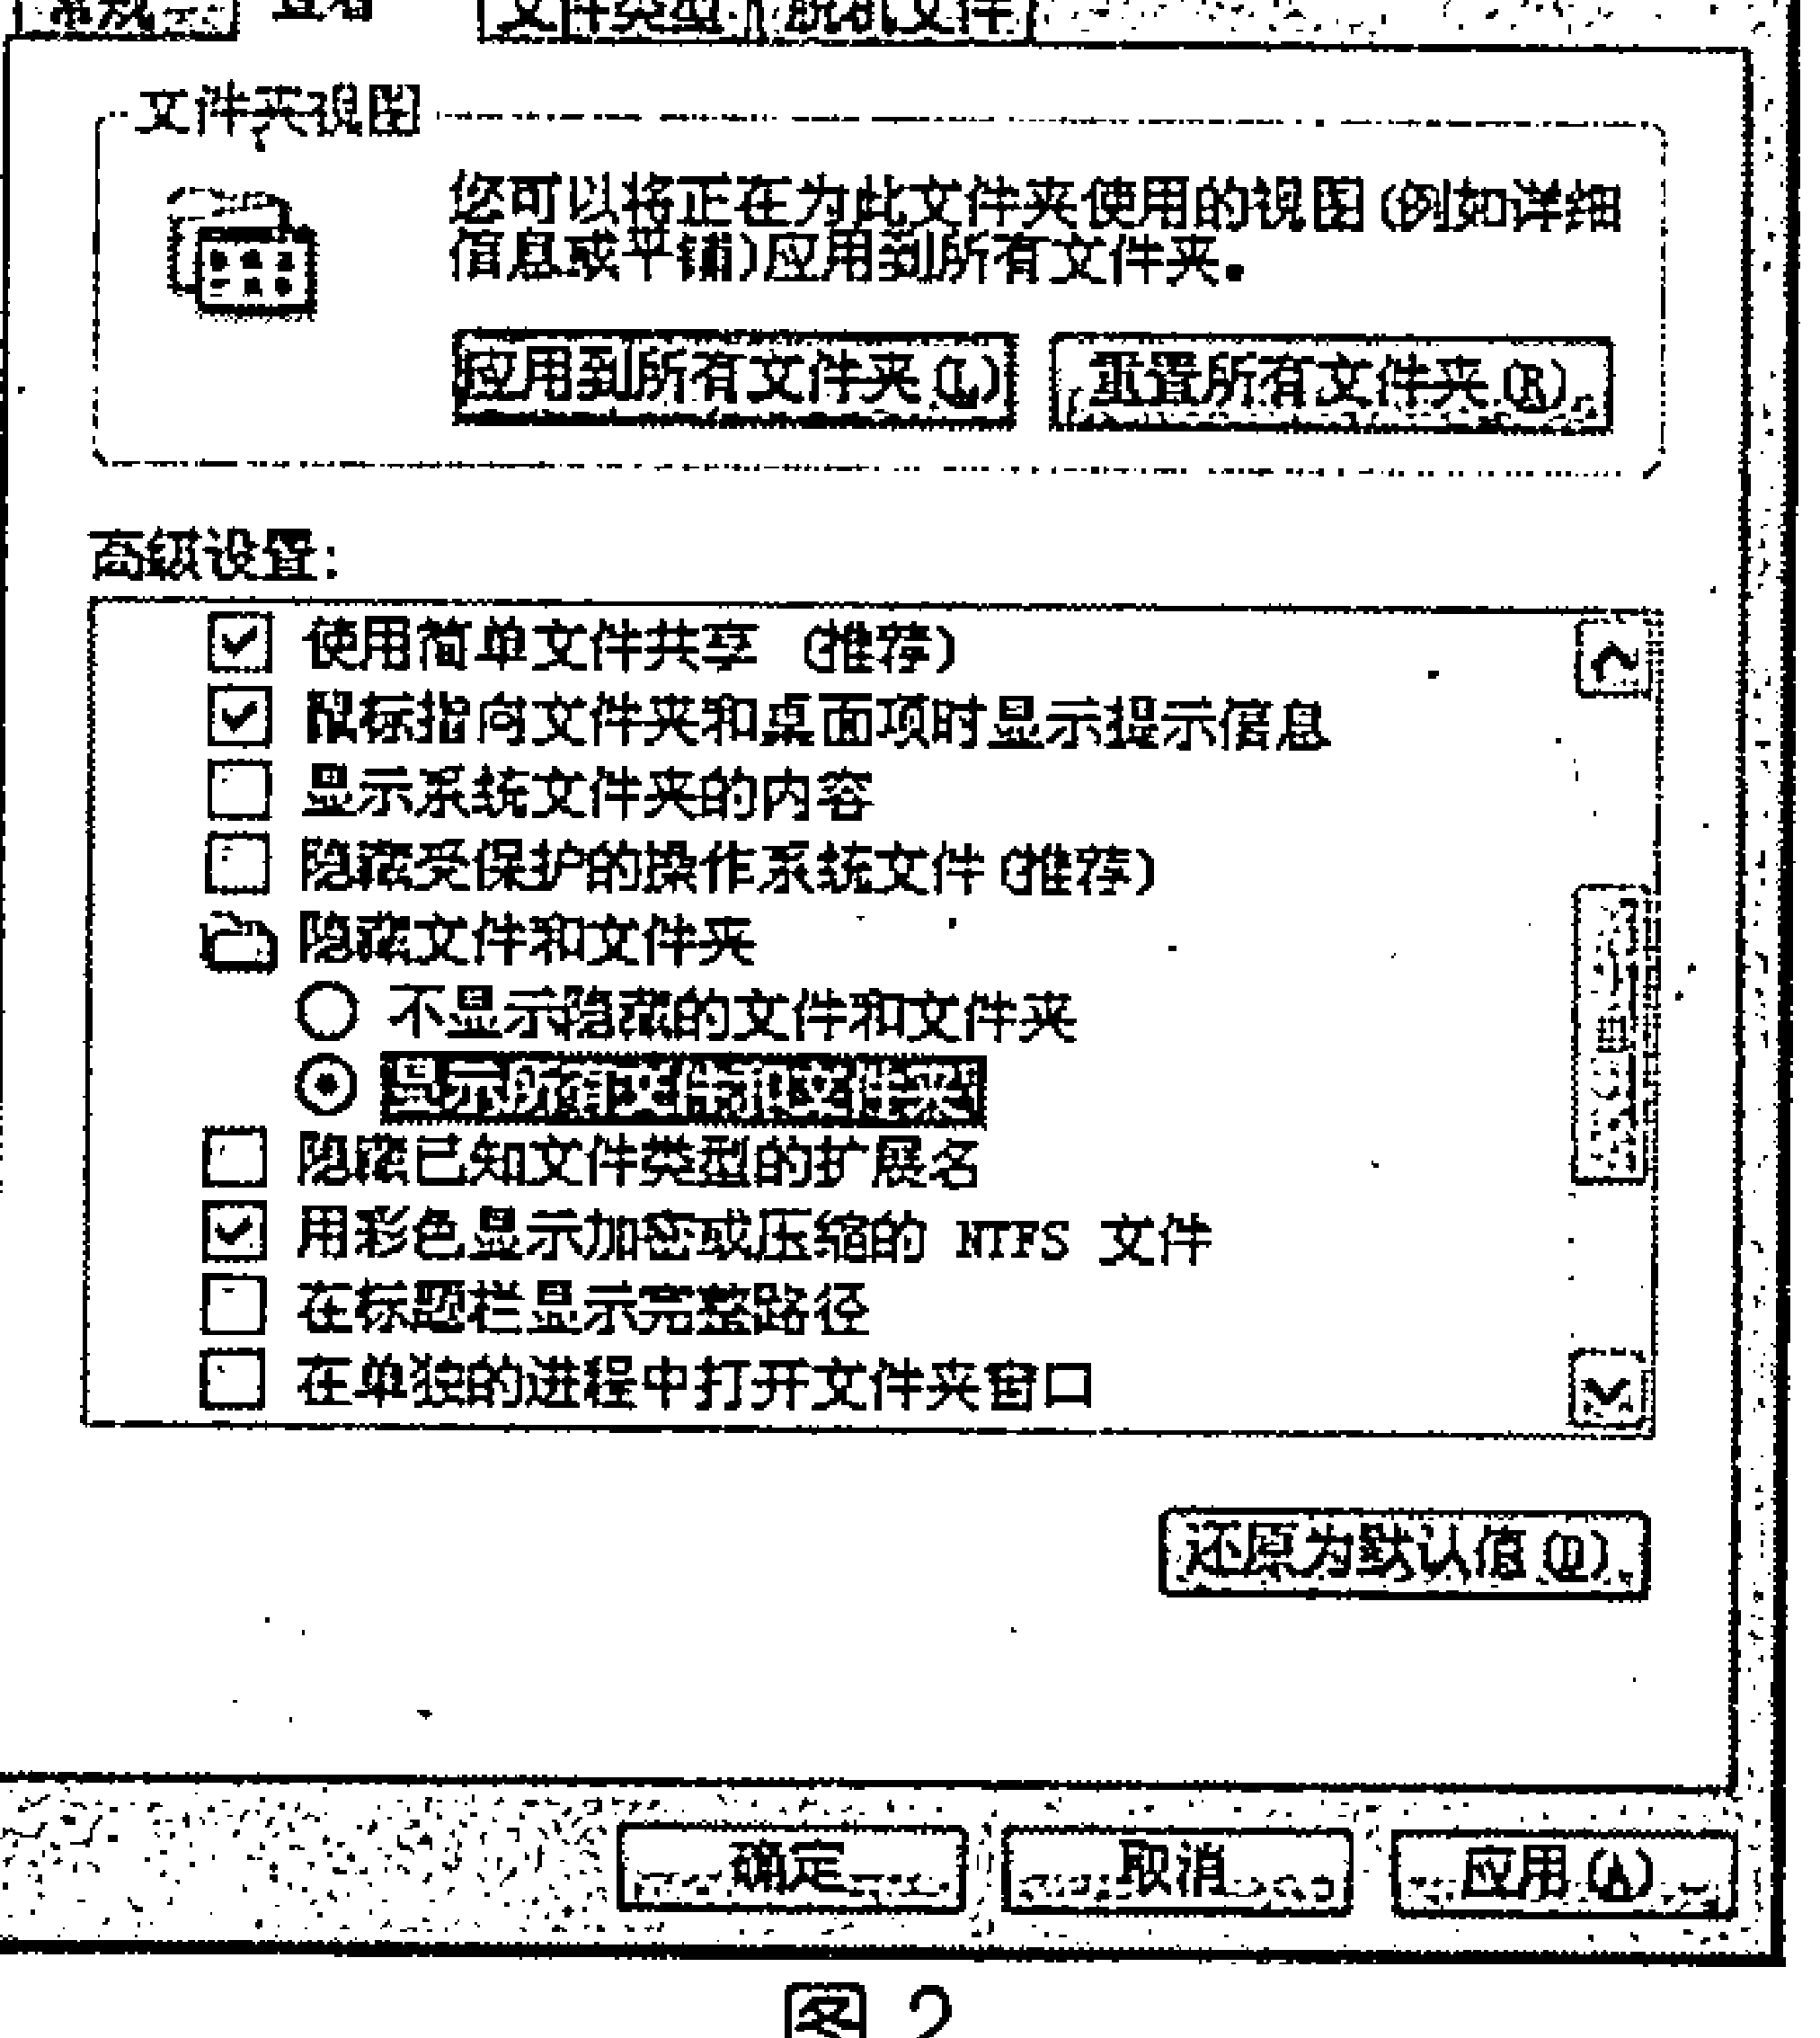 常规 查看 文件类型 脱机文件
文件夹视图
您可以将正在为此文件夹使用的视图(例如详细
信息或平铺)应用到所有文件夹。
应用到所有文件夹(L) 重置所有文件夹(R)
高级设置:
使用简单文件共享 (推荐)
鼠标指向文件夹和桌面项时显示提示信息
显示系统文件夹的内容
隐藏受保护的操作系统文件(推荐)
隐藏文件和文件夹
不显示隐藏的文件和文件夹
显示所有文件和文件夹
隐藏已知文件类型的扩展名
用彩色显示加密或压缩的 NTFS 文件
在标题栏显示完整路径
在单独的进程中打开文件夹窗口
还原为默认值(D)
确定 取消 应用(A)
图 2